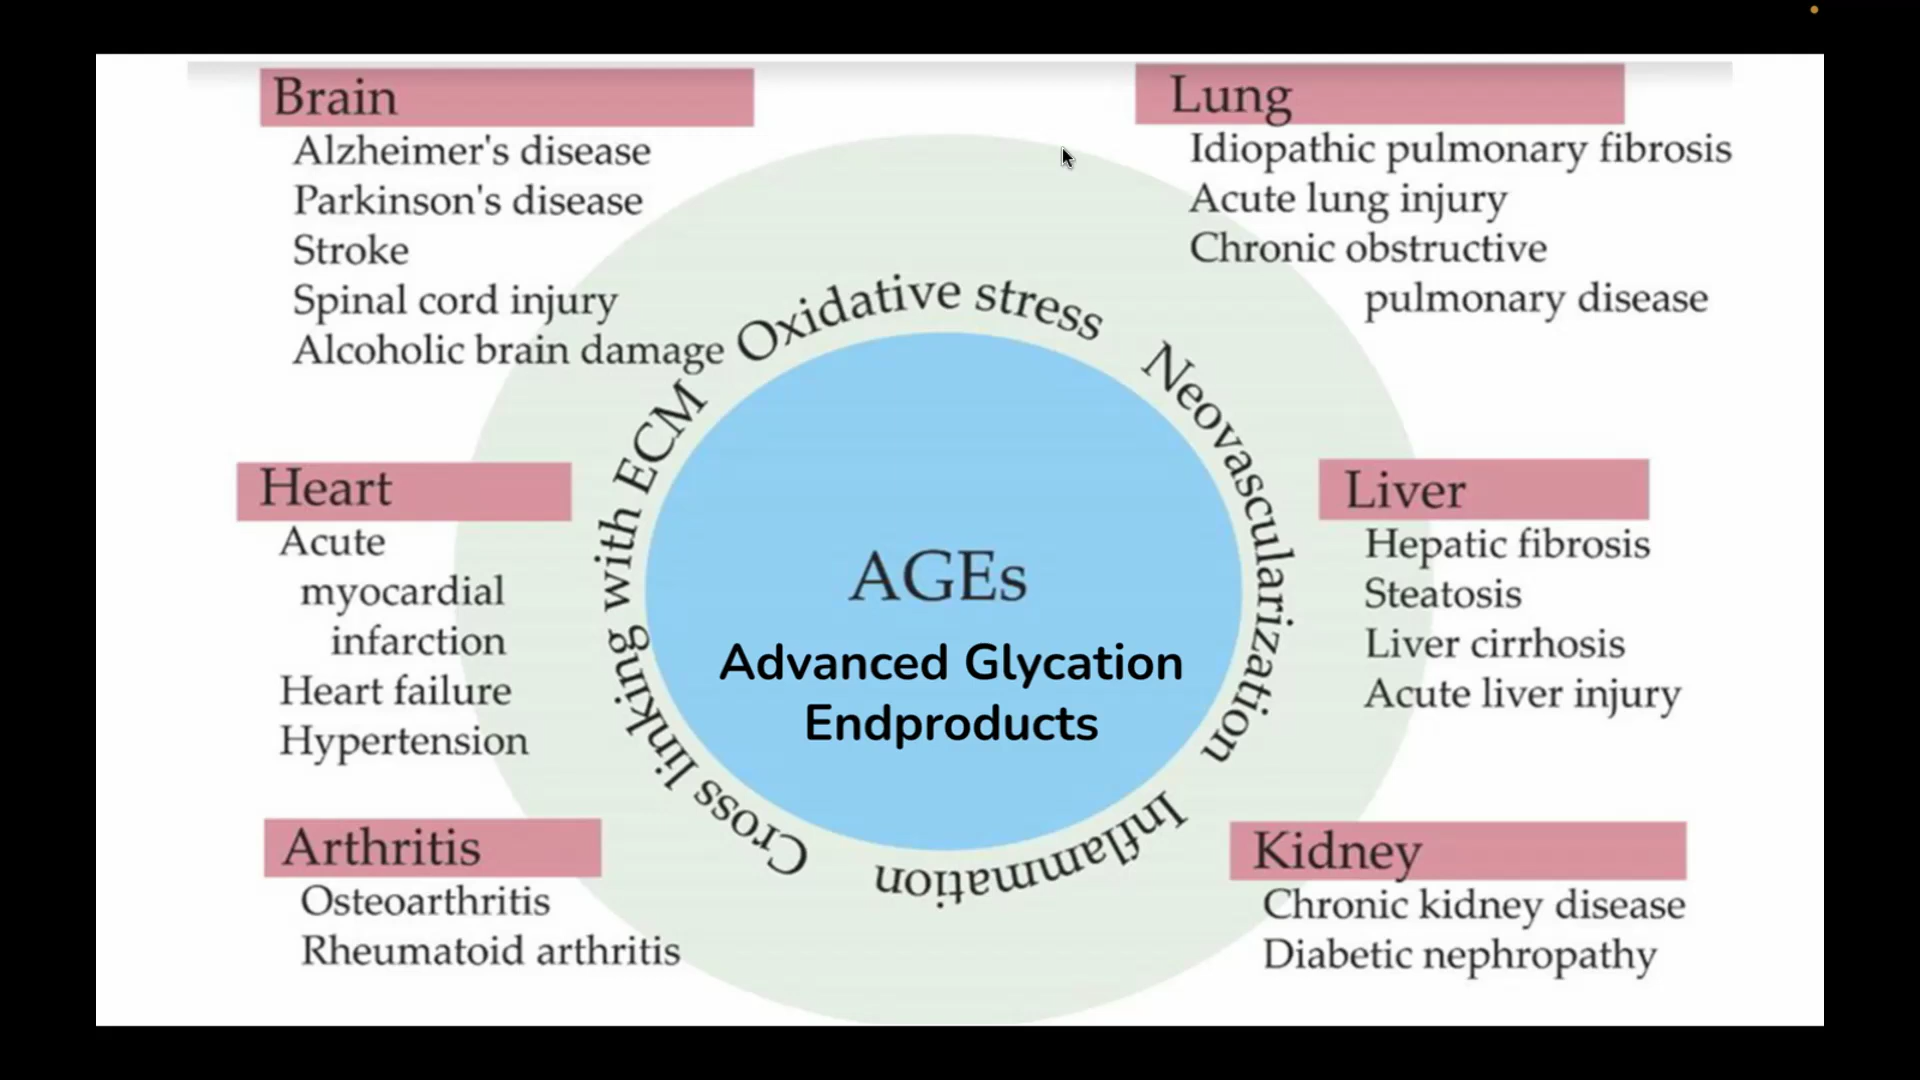 Brain
Alzheimer's disease
Parkinson's disease
Stroke
Spinal cord injury
Alcoholic brain damage
Lung
Idiopathic pulmonary fibrosis
Acute lung injury
Chronic obstructive
pulmonary disease
Oxidative stress
Neovascularization
Inflammation
Cross linking with ECM
AGEs
Advanced Glycation
Endproducts
Heart
Acute
myocardial
infarction
Heart failure
Hypertension
Liver
Hepatic fibrosis
Steatosis
Liver cirrhosis
Acute liver injury
Arthritis
Osteoarthritis
Rheumatoid arthritis
Kidney
Chronic kidney disease
Diabetic nephropathy